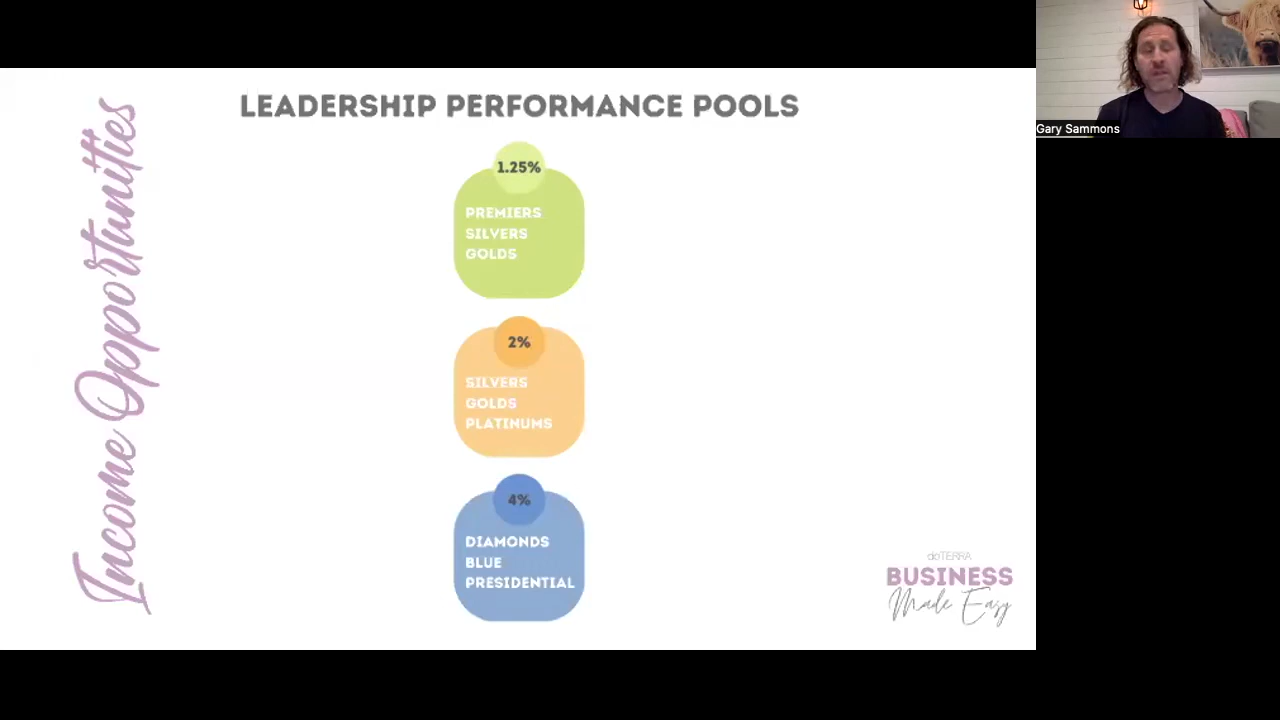 Income Opportunities
LEADERSHIP PERFORMANCE POOLS
1.25%
PREMIERS
SILVERS
GOLDS
2%
SILVERS
GOLDS
PLATINUMS
4%
DIAMONDS
BLUE
PRESIDENTIAL
doTERRA
BUSINESS
Made Easy
Gary Sammons